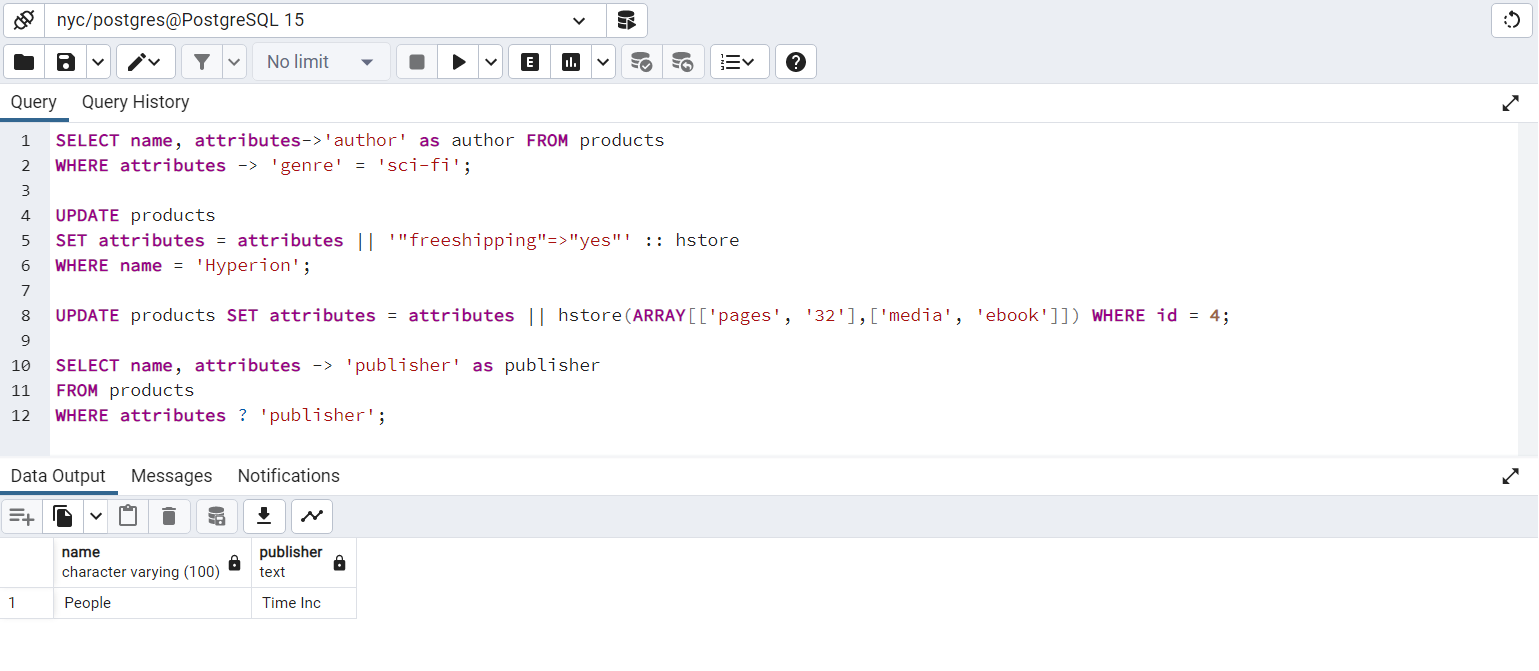 nyc/postgres@PostgreSQL 15
No limit
E
Query Query History
1 SELECT name, attributes->'author' as author FROM products
2 WHERE attributes -> 'genre' = 'sci-fi';
3
4 UPDATE products
5 SET attributes = attributes || '"freeshipping"=>"yes"' :: hstore
6 WHERE name = 'Hyperion';
7
8 UPDATE products SET attributes = attributes || hstore(ARRAY[['pages', '32'],['media', 'ebook']]) WHERE id = 4;
9
10 SELECT name, attributes -> 'publisher' as publisher
11 FROM products
12 WHERE attributes ? 'publisher';
Data Output Messages Notifications
name publisher
character varying (100) text
1 People Time Inc